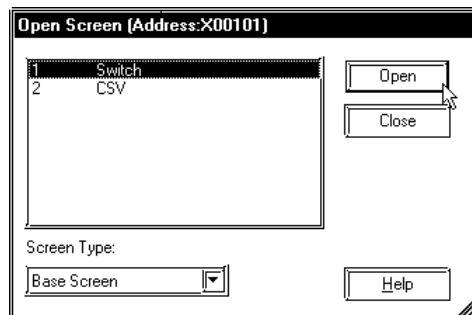 Open Screen (Address:X00101)
1 Switch
2 CSV
Open
Close
Screen Type:
Base Screen
Help